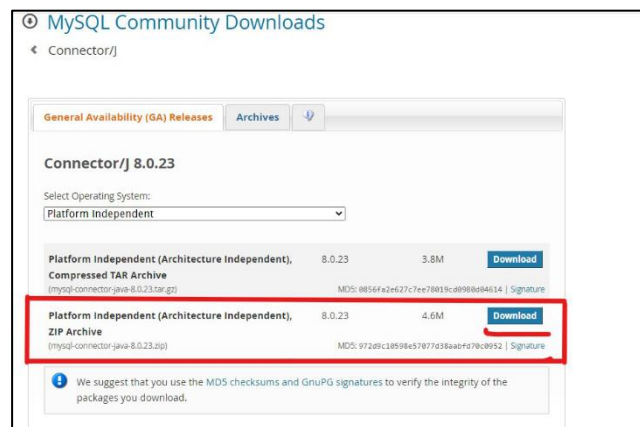 MySQL Community Downloads
Connector/J
General Availability (GA) Releases Archives
Connector/J 8.0.23
Select Operating System:
Platform Independent
Platform Independent (Architecture Independent), 8.0.23 3.8M Download
Compressed TAR Archive
(mysql-connector-java-8.0.23.tar.gz) MD5: 0856fa2e627c7ee78019cd0980d04614 | Signature
Platform Independent (Architecture Independent), 8.0.23 4.6M Download
ZIP Archive
(mysql-connector-java-8.0.23.zip) MD5: 972d9c10598e57077d38aabfd70c0952 | Signature
We suggest that you use the MD5 checksums and GnuPG signatures to verify the integrity of the
packages you download.